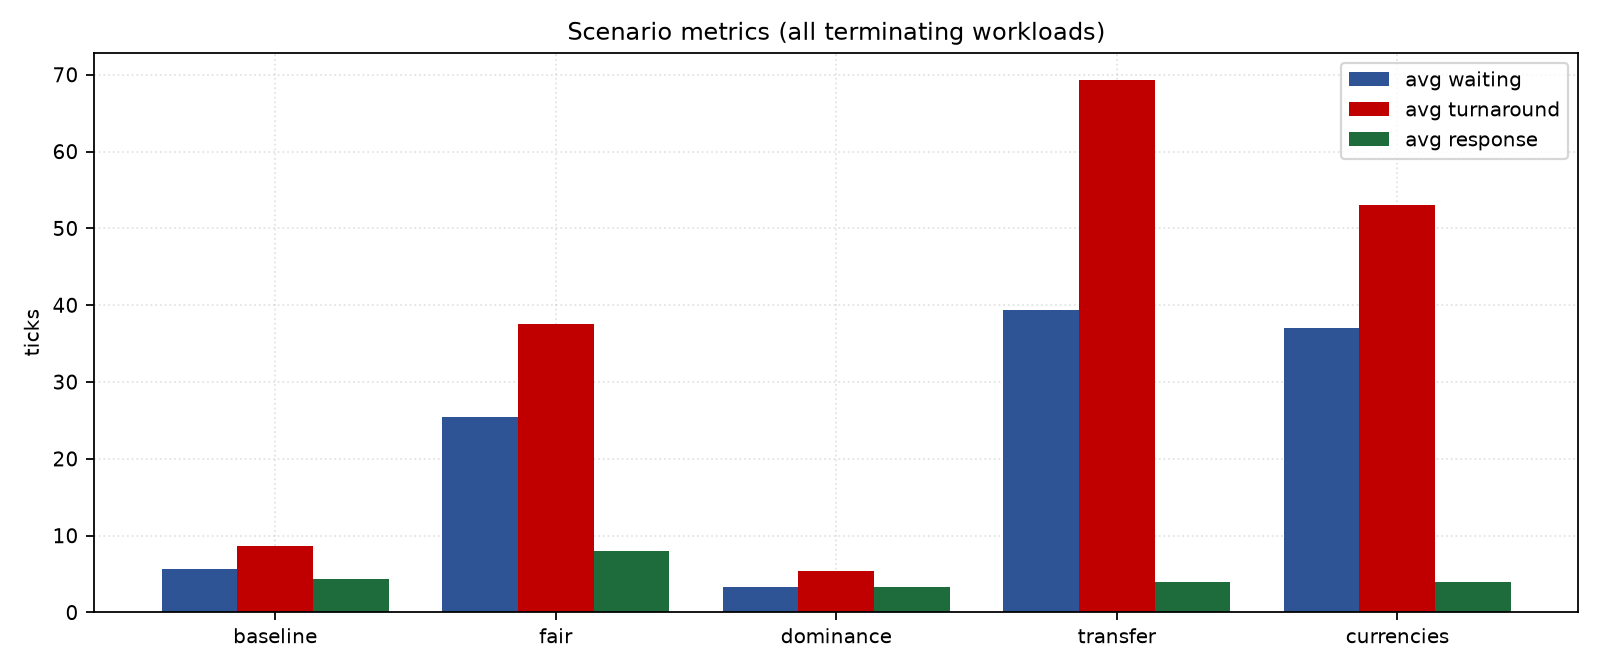 Scenario metrics (all terminating workloads)
avg waiting
avg turnaround
avg response
ticks
70
60
50
40
30
20
10
0
baseline
fair
dominance
transfer
currencies